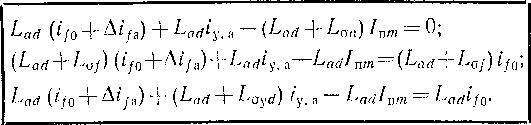 L_{ad} (i_{f0} + Δi_{fa}) + L_{ad}i_{y, a} — (L_{ad} + L_{σa}) I_{пm} = 0;
(L_{ad} + L_{σf}) (i_{f0} + Δi_{fa}) + L_{ad}i_{y, a} — L_{ad}I_{пm} = (L_{ad} + L_{σf}) i_{f0};
L_{ad} (i_{f0} + Δi_{fa}) + (L_{ad} + L_{σyd}) i_{y, a} — L_{ad}I_{пm} = L_{ad}i_{f0}.